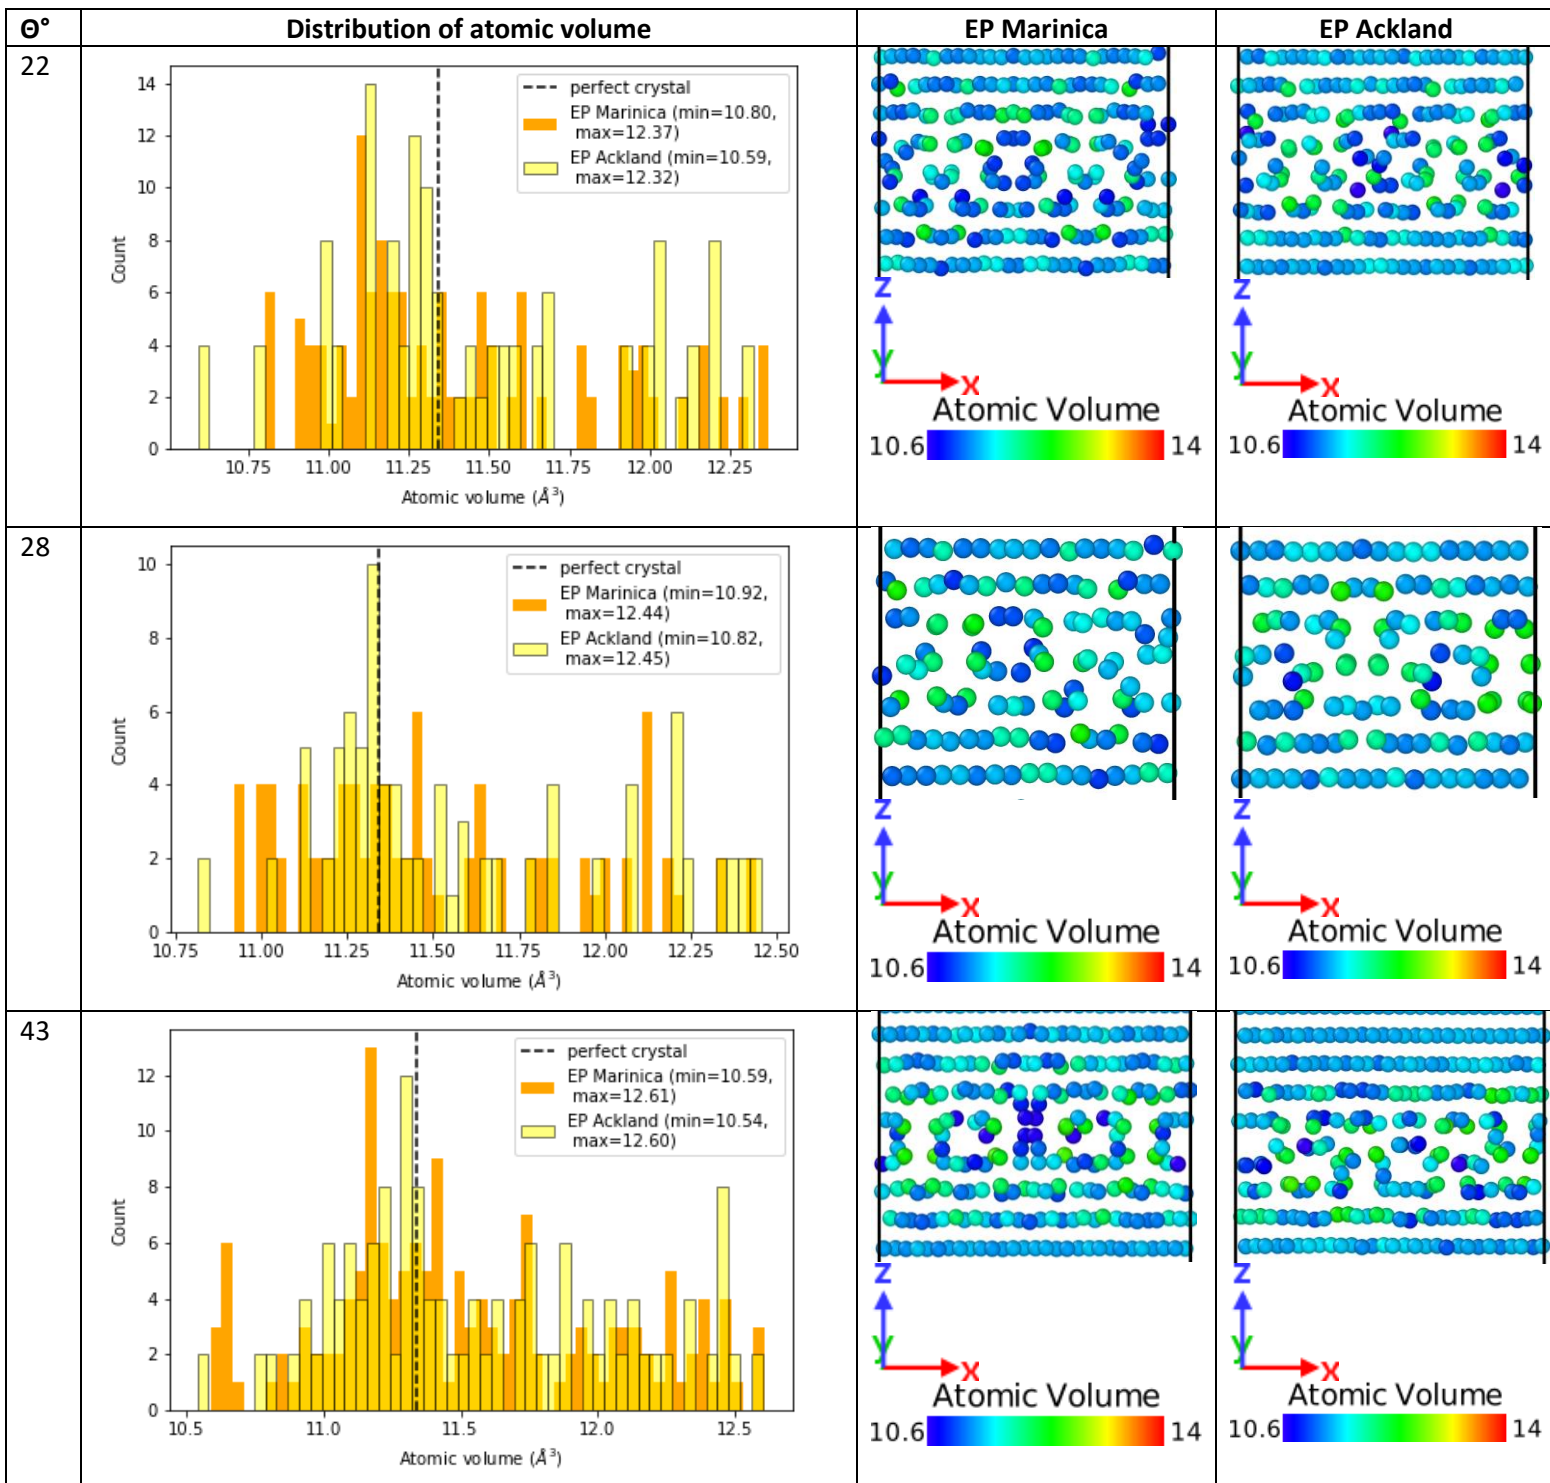 Θ° Distribution of atomic volume EP Marinica EP Ackland
22
14
12
10
8
6
4
2
0
Count
perfect crystal
EP Marinica (min=10.80,
max=12.37)
EP Ackland (min=10.59,
max=12.32)
10.75 11.00 11.25 11.50 11.75 12.00 12.25
Atomic volume (Å³)
z
y
x
Atomic Volume
10.6 14
z
y
x
Atomic Volume
10.6 14
28
10
8
6
4
2
0
Count
perfect crystal
EP Marinica (min=10.92,
max=12.44)
EP Ackland (min=10.82,
max=12.45)
10.75 11.00 11.25 11.50 11.75 12.00 12.25 12.50
Atomic volume (Å³)
z
y
x
Atomic Volume
10.6 14
z
y
x
Atomic Volume
10.6 14
43
12
10
8
6
4
2
0
Count
perfect crystal
EP Marinica (min=10.59,
max=12.61)
EP Ackland (min=10.54,
max=12.60)
10.5 11.0 11.5 12.0 12.5
Atomic volume (Å³)
z
y
x
Atomic Volume
10.6 14
z
y
x
Atomic Volume
10.6 14